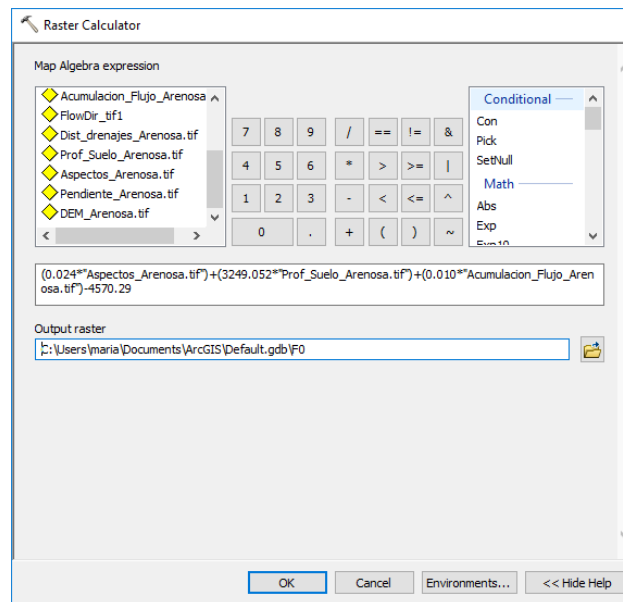 Raster Calculator
Map Algebra expression
Acumulacion_Flujo_Arenosa
FlowDir_tif1
Dist_drenajes_Arenosa.tif
Prof_Suelo_Arenosa.tif
Aspectos_Arenosa.tif
Pendiente_Arenosa.tif
DEM_Arenosa.tif
7 8 9 / == != &
4 5 6 * > >= |
1 2 3 - < <= ^
0 . + ( ) ~
Conditional
Con
Pick
SetNull
Math
Abs
Exp
Exp10
(0.024*"Aspectos_Arenosa.tif")+(3249.052*"Prof_Suelo_Arenosa.tif")+(0.010*"Acumulacion_Flujo_Aren
osa.tif")-4570.29
Output raster
C:\Users\maria\Documents\ArcGIS\Default.gdb\F0
OK Cancel Environments... << Hide Help